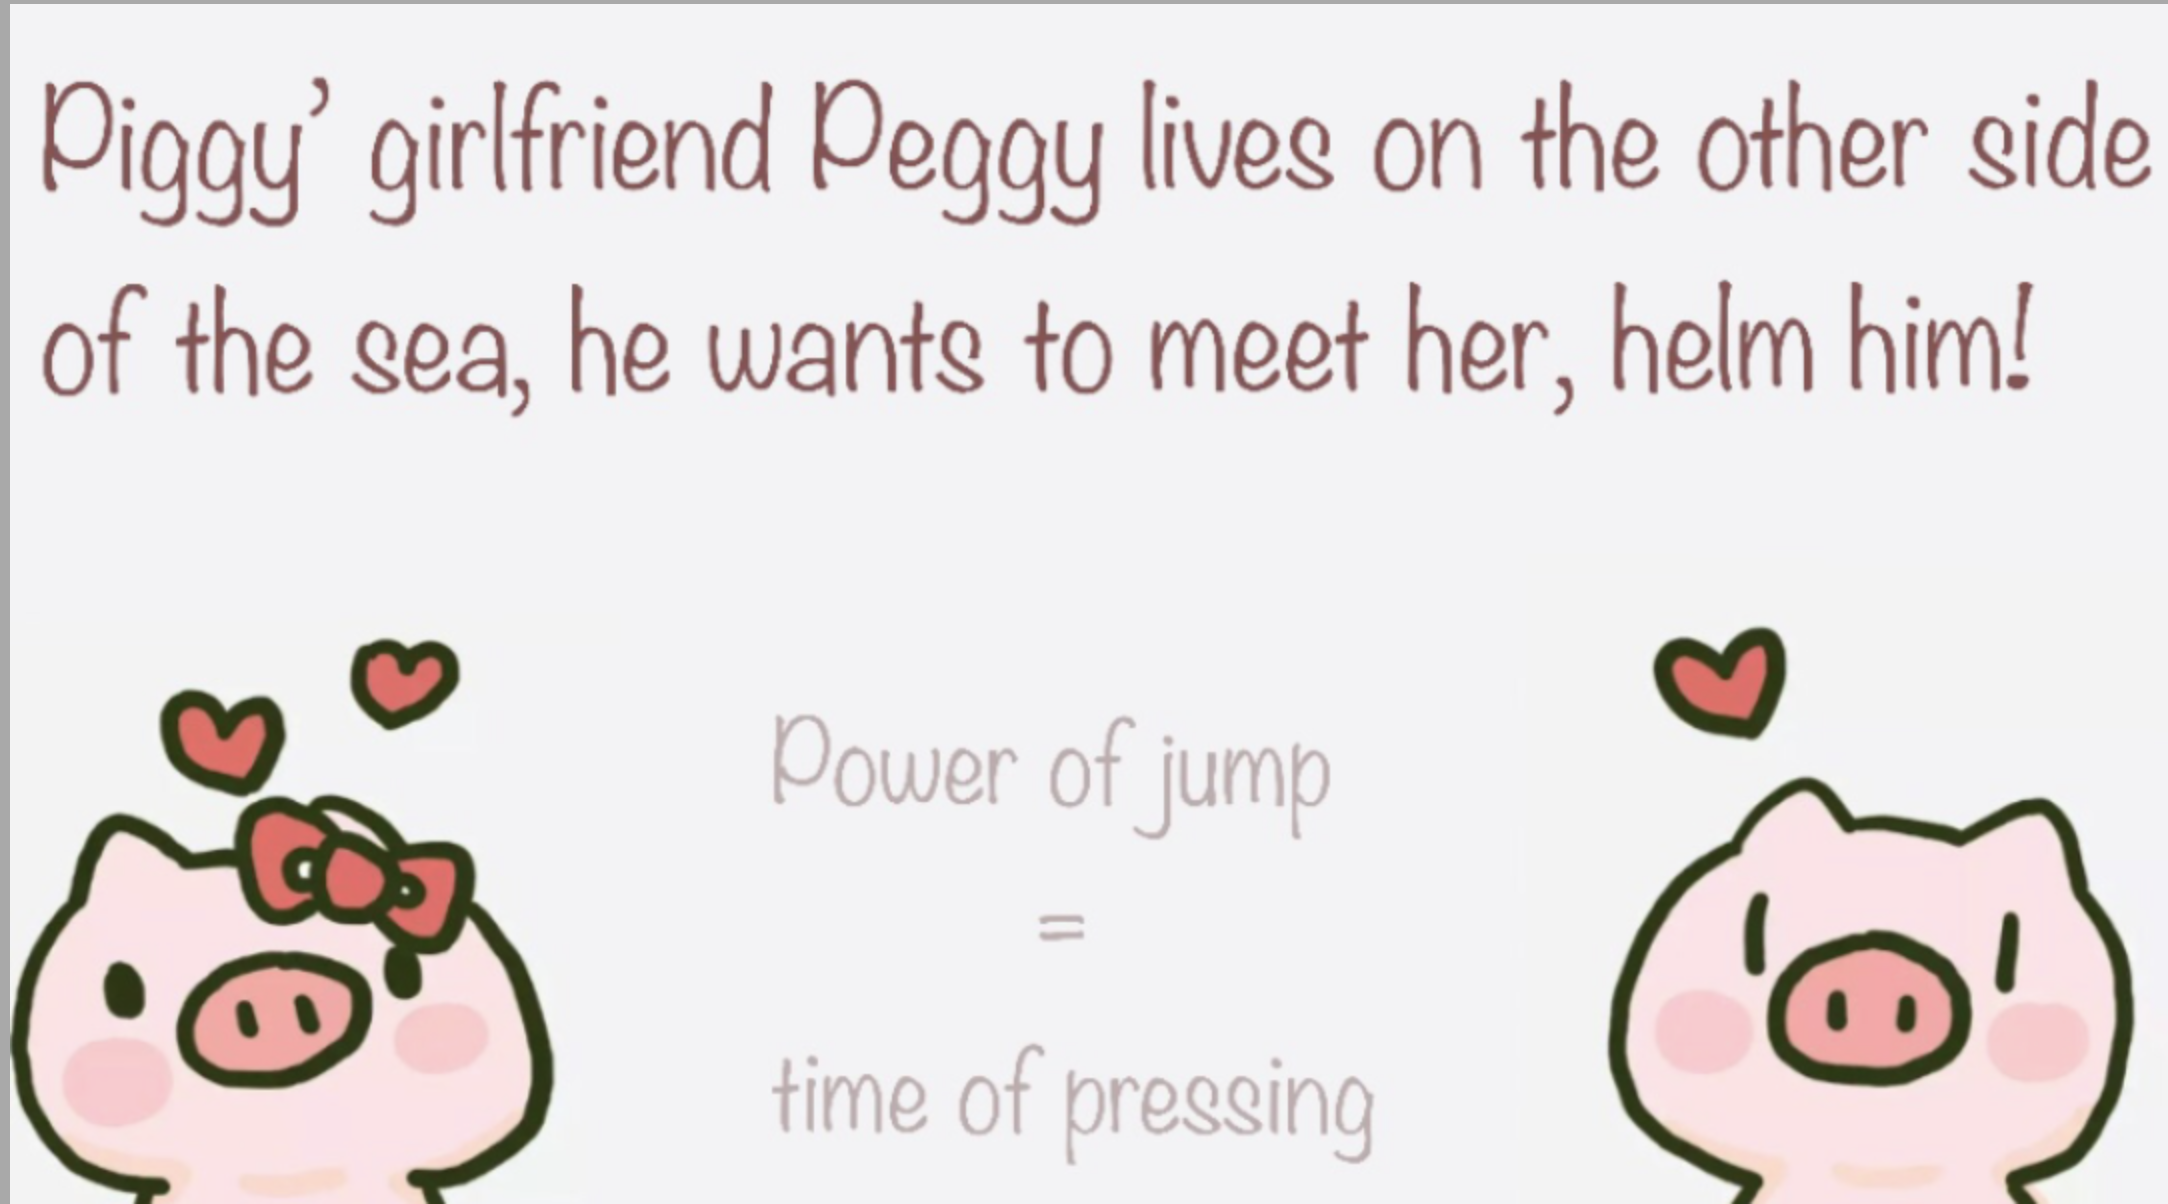 Piggy’ girlfriend Peggy lives on the other side
of the sea, he wants to meet her, helm him!
Power of jump
=
time of pressing